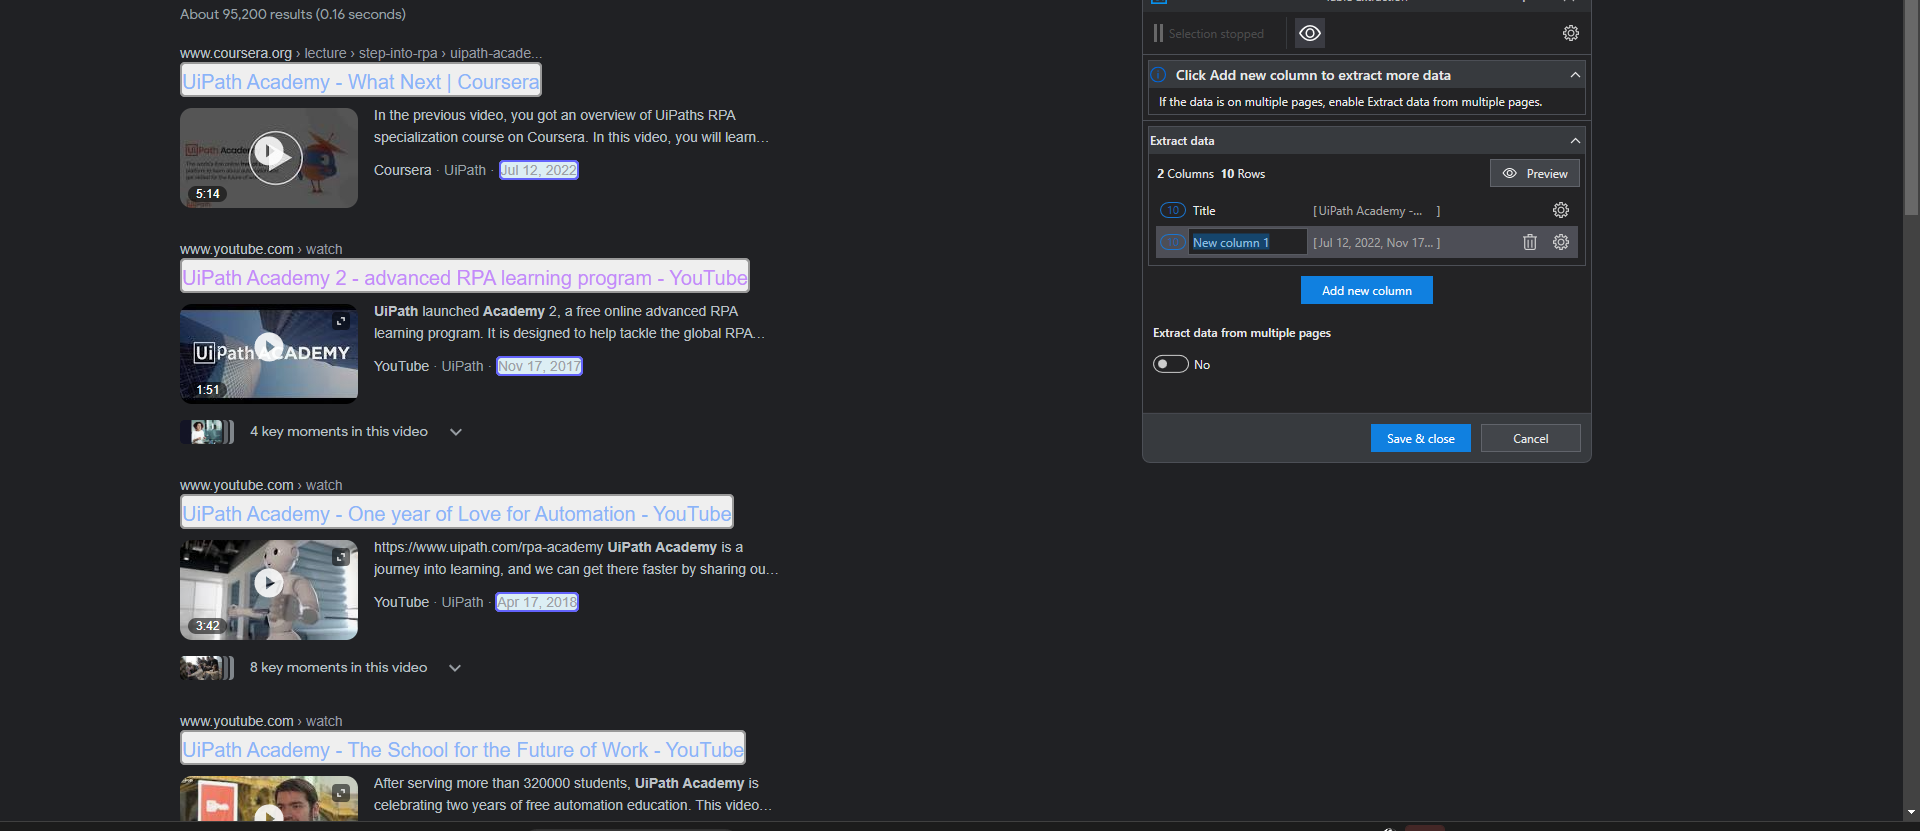 About 95,200 results (0.16 seconds)
www.coursera.org › lecture › step-into-rpa › uipath-acade...
UiPath Academy - What Next | Coursera
In the previous video, you got an overview of UiPaths RPA
specialization course on Coursera. In this video, you will learn...
Coursera · UiPath · Jul 12, 2022
5:14
www.youtube.com › watch
UiPath Academy 2 - advanced RPA learning program - YouTube
UiPath launched Academy 2, a free online advanced RPA
learning program. It is designed to help tackle the global RPA...
YouTube · UiPath · Nov 17, 2017
UiPath ACADEMY
1:51
4 key moments in this video
www.youtube.com › watch
UiPath Academy - One year of Love for Automation - YouTube
https://www.uipath.com/rpa-academy UiPath Academy is a
journey into learning, and we can get there faster by sharing ou...
YouTube · UiPath · Apr 17, 2018
3:42
8 key moments in this video
www.youtube.com › watch
UiPath Academy - The School for the Future of Work - YouTube
After serving more than 320000 students, UiPath Academy is
celebrating two years of free automation education. This video...
Selection stopped
Click Add new column to extract more data
If the data is on multiple pages, enable Extract data from multiple pages.
Extract data
2 Columns 10 Rows
Preview
10 Title [ UiPath Academy -... ]
10 New column 1 [ Jul 12, 2022, Nov 17... ]
Add new column
Extract data from multiple pages
No
Save & close
Cancel